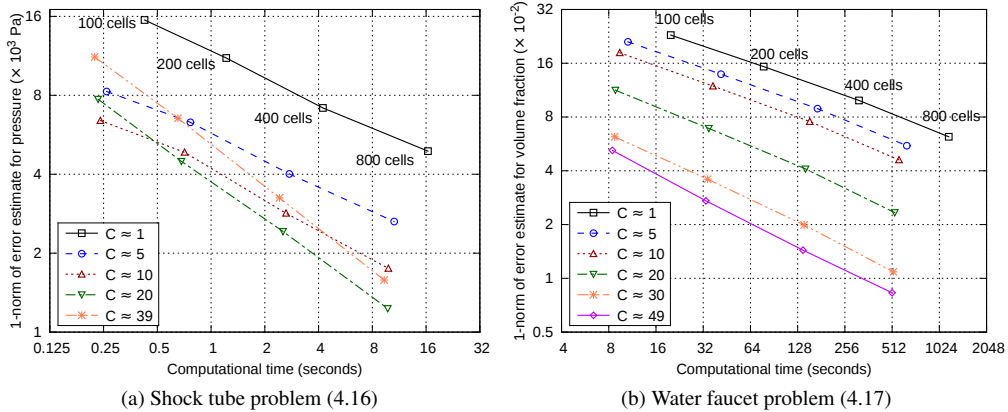 1-norm of error estimate for pressure (× 10³ Pa)
16
8
4
2
1
100 cells
200 cells
400 cells
800 cells
C ≈ 1
C ≈ 5
C ≈ 10
C ≈ 20
C ≈ 39
0.125 0.25 0.5 1 2 4 8 16 32
Computational time (seconds)
(a) Shock tube problem (4.16)
1-norm of error estimate for volume fraction (× 10⁻²)
32
16
8
4
2
1
0.5
100 cells
200 cells
400 cells
800 cells
C ≈ 1
C ≈ 5
C ≈ 10
C ≈ 20
C ≈ 30
C ≈ 49
4 8 16 32 64 128 256 512 1024 2048
Computational time (seconds)
(b) Water faucet problem (4.17)